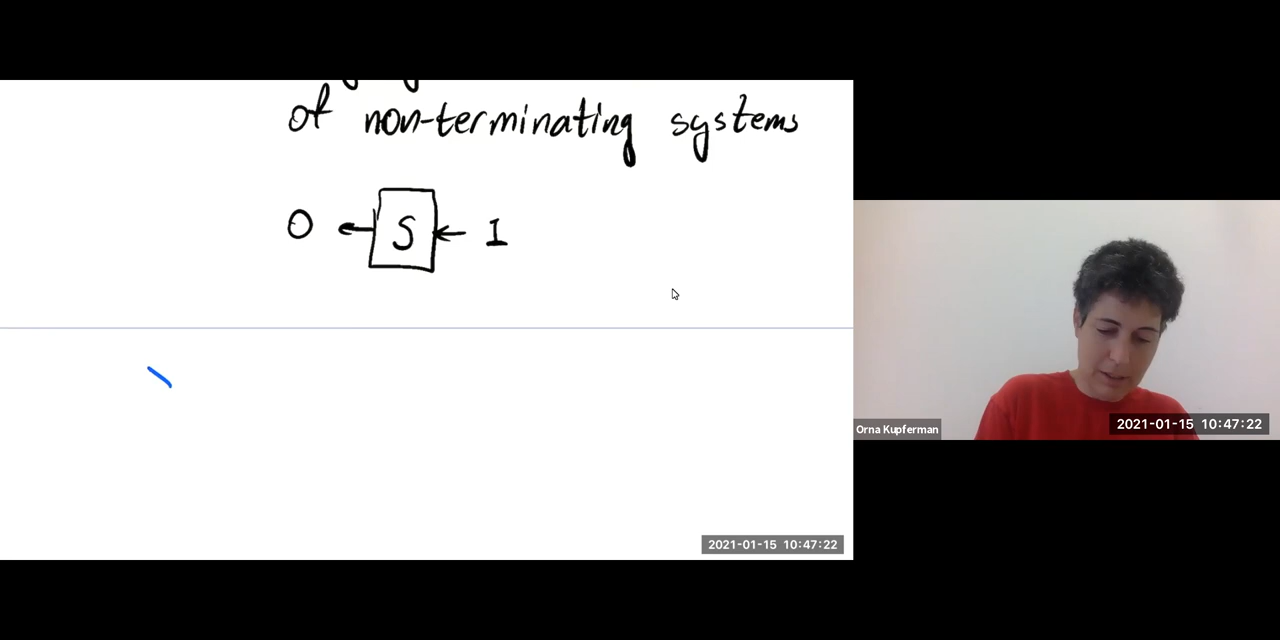 of non-terminating systems
O ← S ← I
Orna Kupferman
2021-01-15 10:47:22
2021-01-15 10:47:22